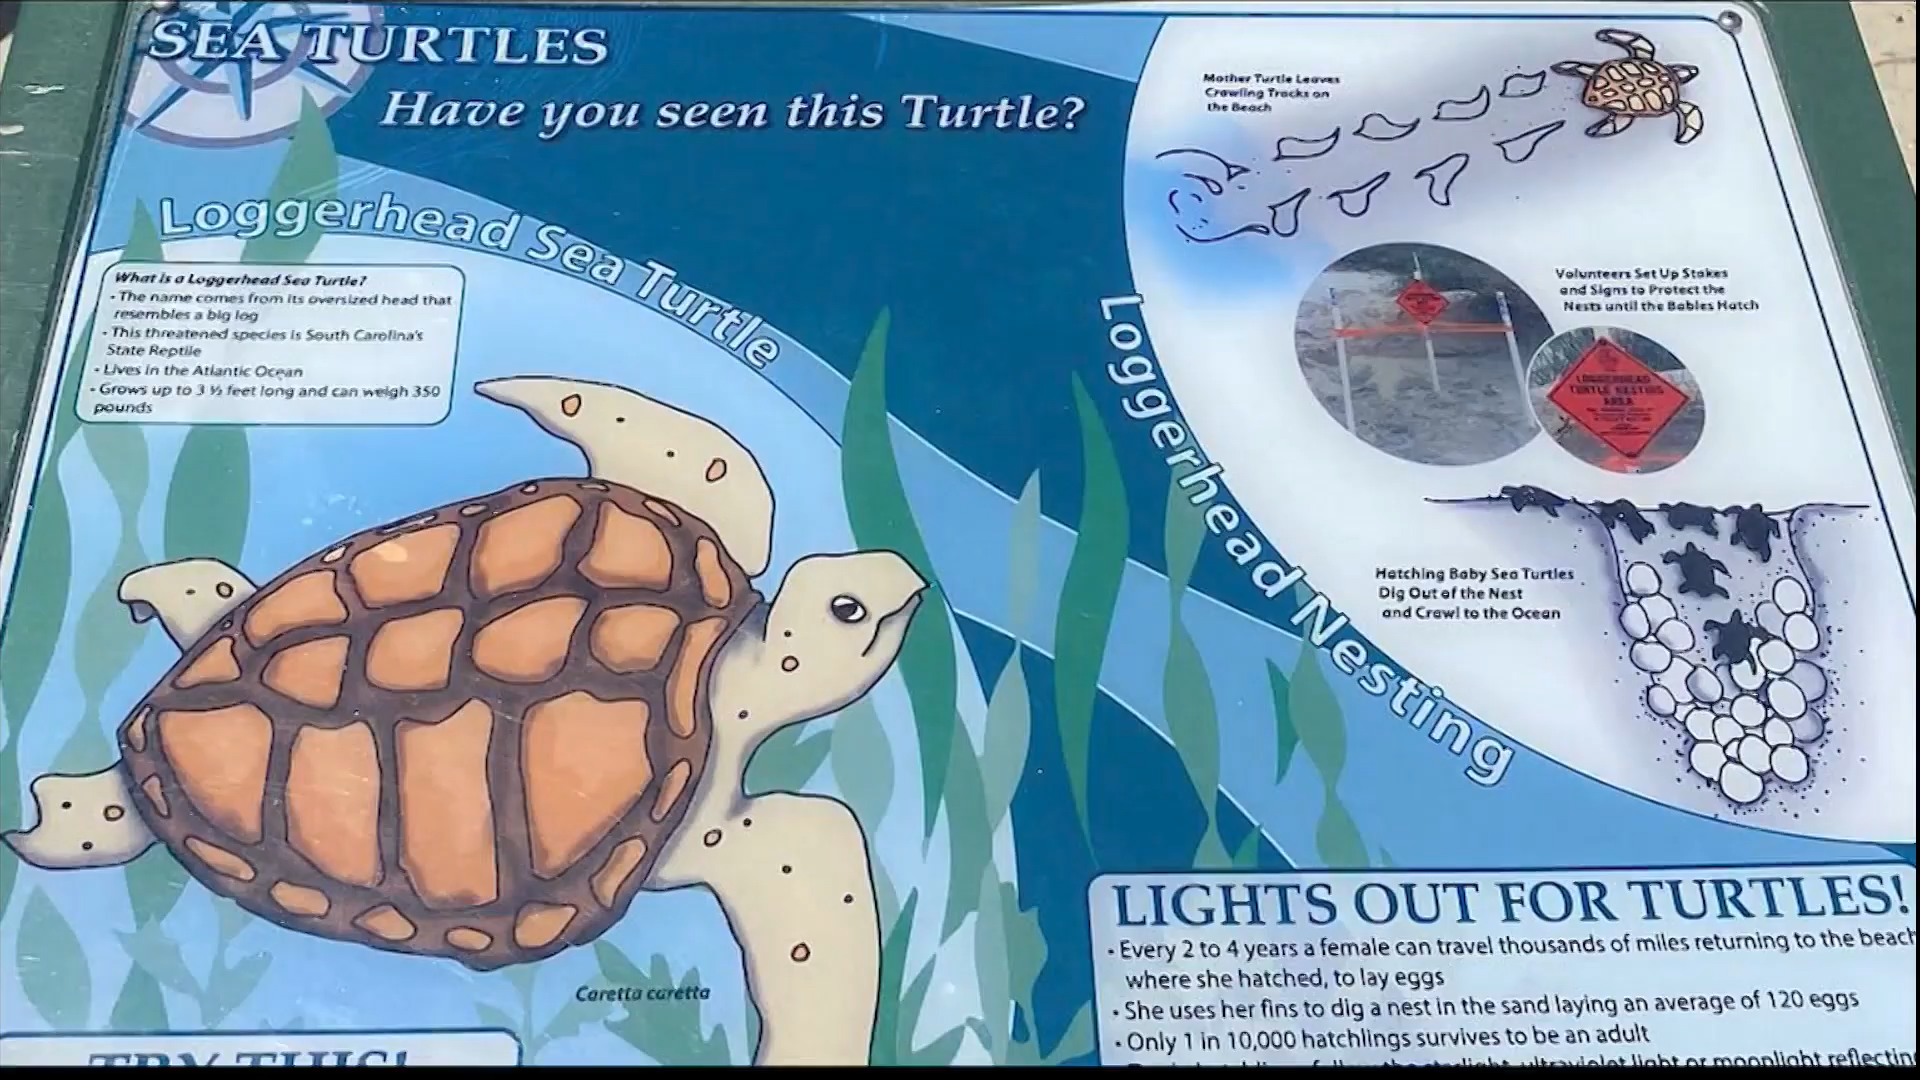 SEA TURTLES
Have you seen this Turtle?
Loggerhead Sea Turtle
What is a Loggerhead Sea Turtle?
• The name comes from its oversized head that
resembles a big log
• This threatened species is South Carolina's
State Reptile
• Lives in the Atlantic Ocean
• Grows up to 3 ½ feet long and can weigh 350
pounds
Caretta caretta
TRY THIS!
Mother Turtle Leaves
Crawling Tracks on
the Beach
Volunteers Set Up Stakes
and Signs to Protect the
Nests until the Babies Hatch
LOGGERHEAD
TURTLE NESTING
AREA
Loggerhead Nesting
Hatching Baby Sea Turtles
Dig Out of the Nest
and Crawl to the Ocean
LIGHTS OUT FOR TURTLES!
• Every 2 to 4 years a female can travel thousands of miles returning to the beach
where she hatched, to lay eggs
• She uses her fins to dig a nest in the sand laying an average of 120 eggs
• Only 1 in 10,000 hatchlings survives to be an adult
starlight, ultraviolet light or moonlight reflecting